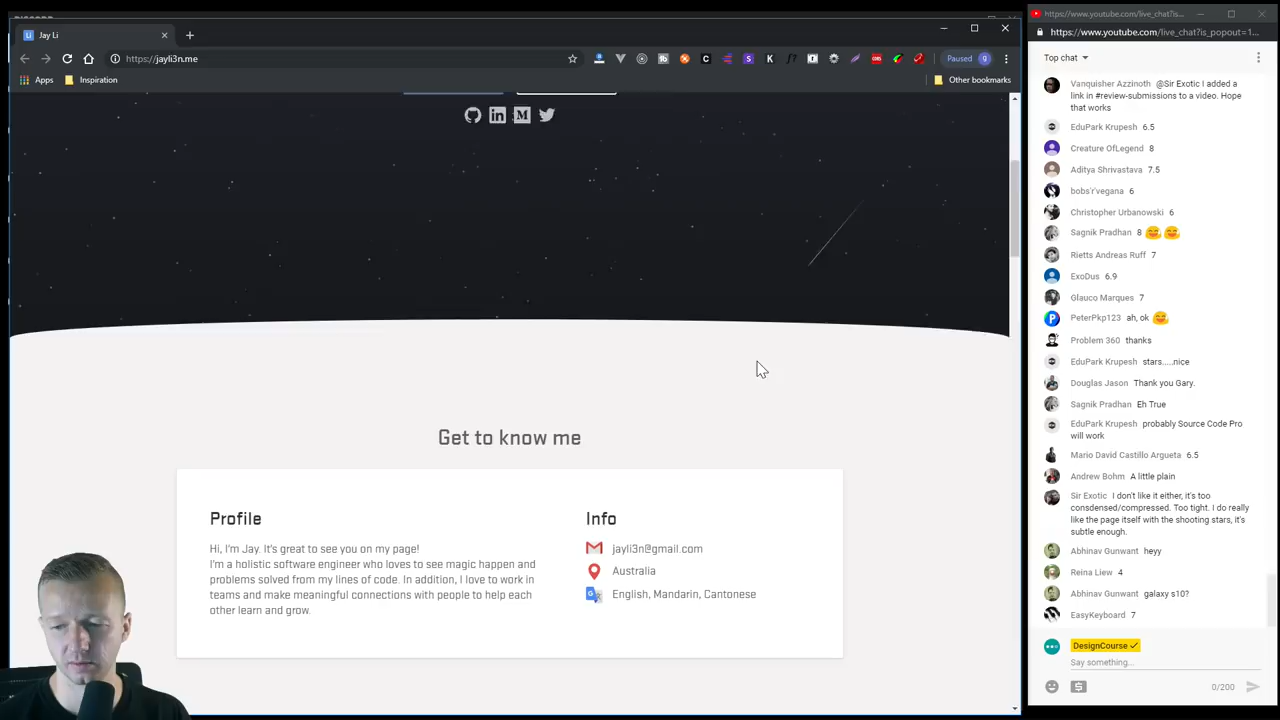 Jay Li
https://jayli3n.me
Paused
Apps
Inspiration
Other bookmarks
Get to know me
Profile
Hi, I'm Jay. It's great to see you on my page!
I'm a holistic software engineer who loves to see magic happen and
problems solved from my lines of code. In addition, I love to work in
teams and make meaningful connections with people to help each
other learn and grow.
Info
jayli3n@gmail.com
Australia
English, Mandarin, Cantonese
https://www.youtube.com/live_chat?is...
https://www.youtube.com/live_chat?is_popout=1...
Top chat
Vanquisher Azzinoth @Sir Exotic I added a
link in #review-submissions to a video. Hope
that works
EduPark Krupesh 6.5
Creature OfLegend 8
Aditya Shrivastava 7.5
bobs'r'vegana 6
Christopher Urbanowski 6
Sagnik Pradhan 8
Rietts Andreas Ruff 7
ExoDus 6.9
Glauco Marques 7
PeterPkp123 ah, ok
Problem 360 thanks
EduPark Krupesh stars.....nice
Douglas Jason Thank you Gary.
Sagnik Pradhan Eh True
EduPark Krupesh probably Source Code Pro
will work
Mario David Castillo Argueta 6.5
Andrew Bohm A little plain
Sir Exotic I don't like it either, it's too
consdensed/compressed. Too tight. I do really
like the page itself with the shooting stars, it's
subtle enough.
Abhinav Gunwant heyy
Reina Liew 4
Abhinav Gunwant galaxy s10?
EasyKeyboard 7
DesignCourse
Say something...
0/200